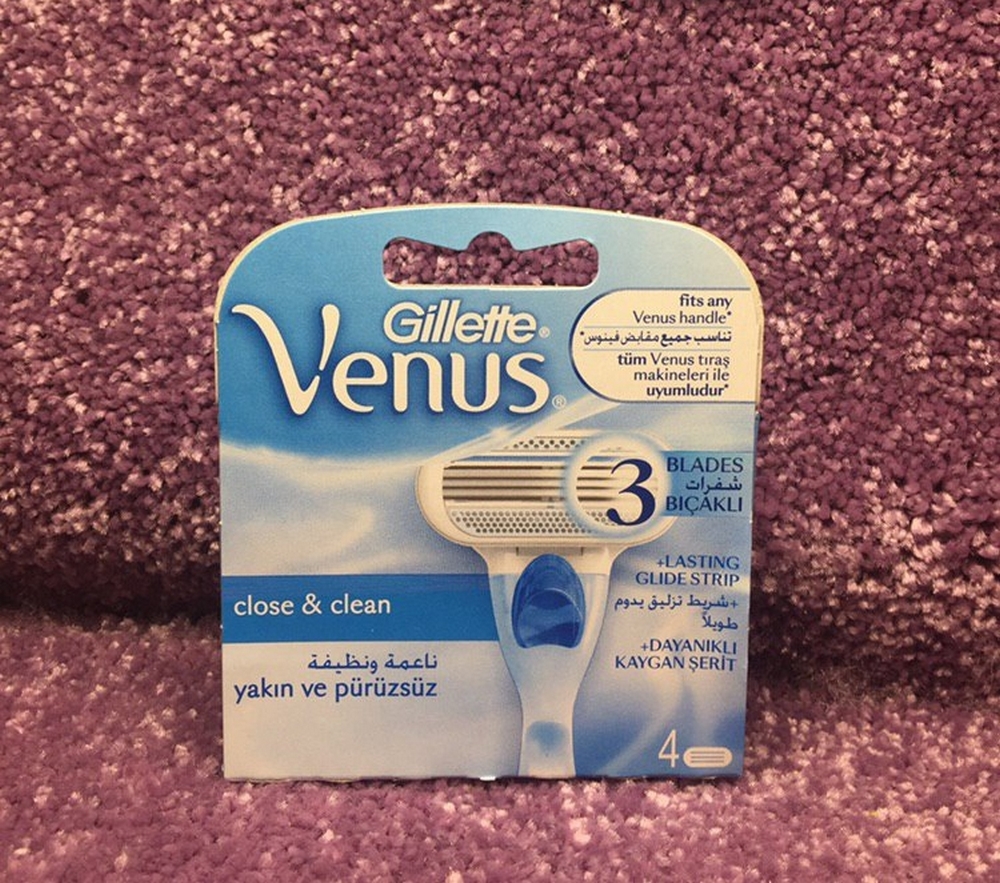 Gillette®
Venus®
fits any
Venus handle*
تناسب جميع مقابض فينوس*
tüm Venus tıraş
makineleri ile
uyumludur*
3
BLADES
شفرات
BIÇAKLI
+LASTING
GLIDE STRIP
+شريط تزليق يدوم
طويلاً
+DAYANIKLI
KAYGAN ŞERİT
close & clean
ناعمة ونظيفة
yakın ve pürüzsüz
4